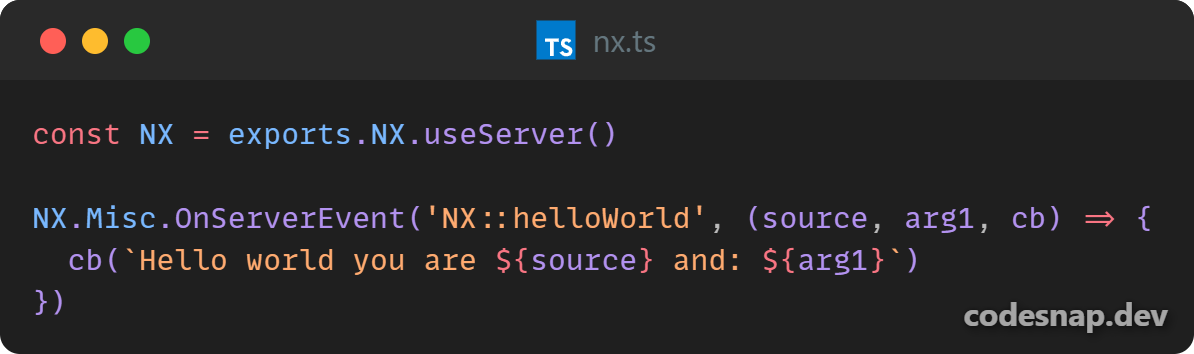 TS nx.ts
const NX = exports.NX.useServer()
NX.Misc.OnServerEvent('NX::helloWorld', (source, arg1, cb) => {
  cb(`Hello world you are ${source} and: ${arg1}`)
})
codesnap.dev